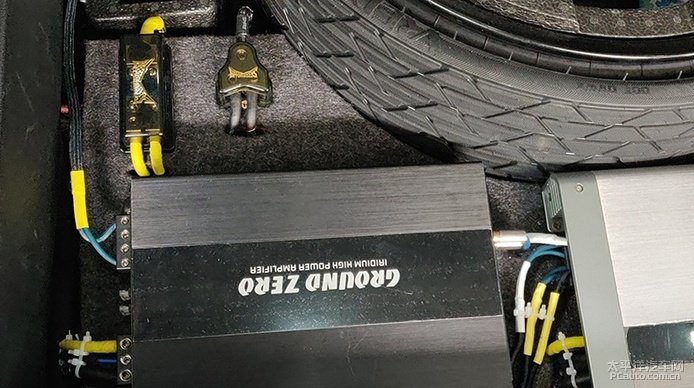 GROUND ZERO
IRIDIUM HIGH POWER AMPLIFIER
太平洋汽车网
PCauto.com.cn